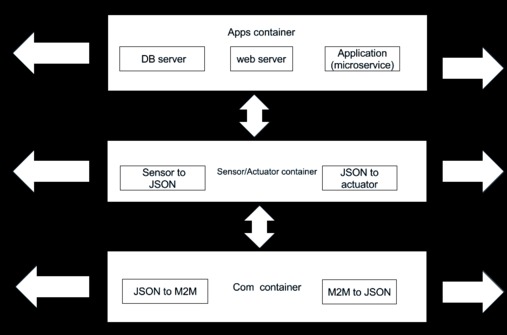 Apps container
DB server
web server
Application
(microservice)
Sensor to
JSON
Sensor/Actuator container
JSON to
actuator
JSON to M2M
Com container
M2M to JSON